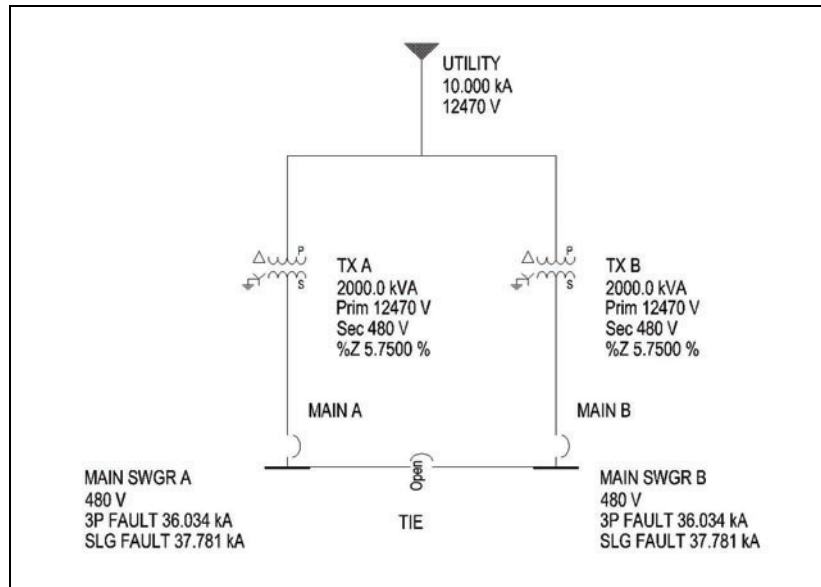 UTILITY
10.000 kA
12470 V
P
S
TX A
2000.0 kVA
Prim 12470 V
Sec 480 V
%Z 5.7500 %
P
S
TX B
2000.0 kVA
Prim 12470 V
Sec 480 V
%Z 5.7500 %
MAIN A
MAIN B
MAIN SWGR A
480 V
3P FAULT 36.034 kA
SLG FAULT 37.781 kA
Open
TIE
MAIN SWGR B
480 V
3P FAULT 36.034 kA
SLG FAULT 37.781 kA